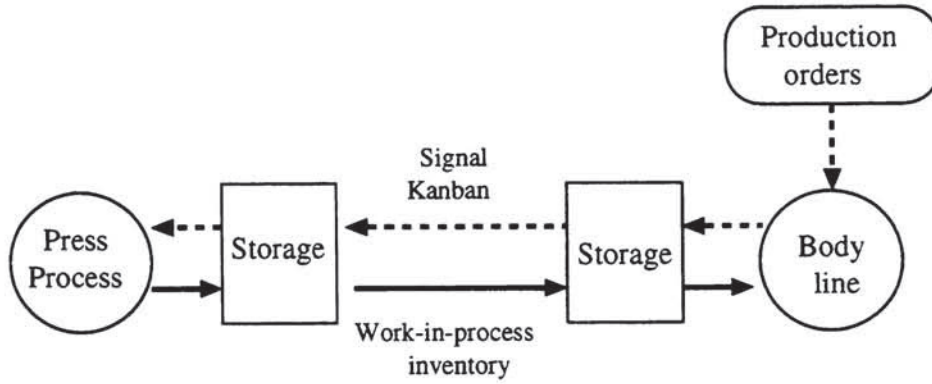 Production
orders
Signal
Kanban
Press
Process
Storage
Storage
Body
line
Work-in-process
inventory